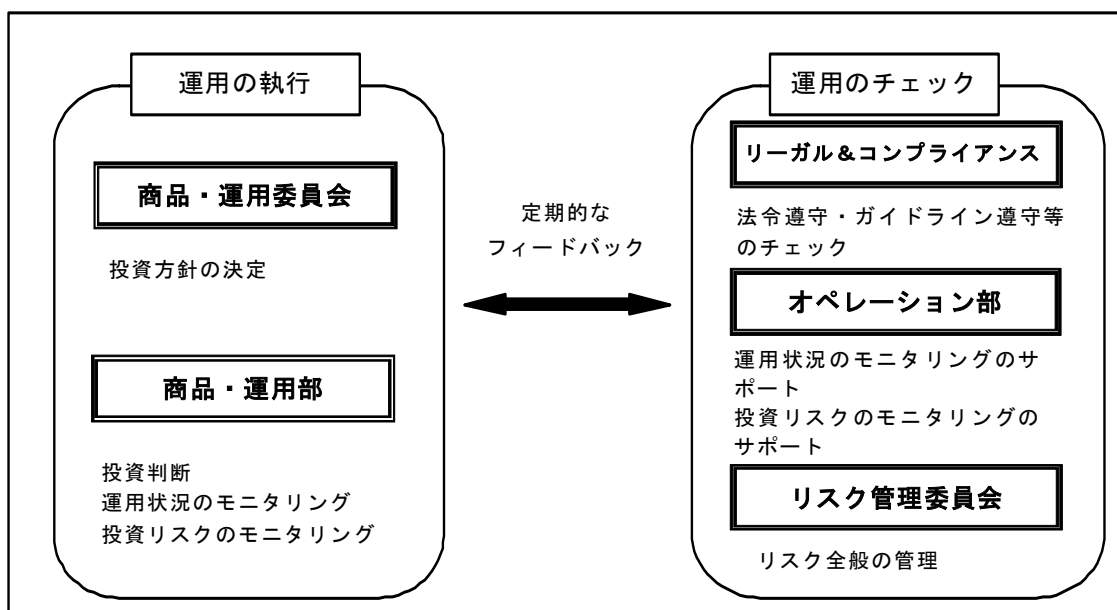 運用の執行
商品・運用委員会
投資方針の決定
商品・運用部
投資判断
運用状況のモニタリング
投資リスクのモニタリング
定期的な
フィードバック
運用のチェック
リーガル&コンプライアンス
法令遵守・ガイドライン遵守等
のチェック
オペレーション部
運用状況のモニタリングのサ
ポート
投資リスクのモニタリングの
サポート
リスク管理委員会
リスク全般の管理